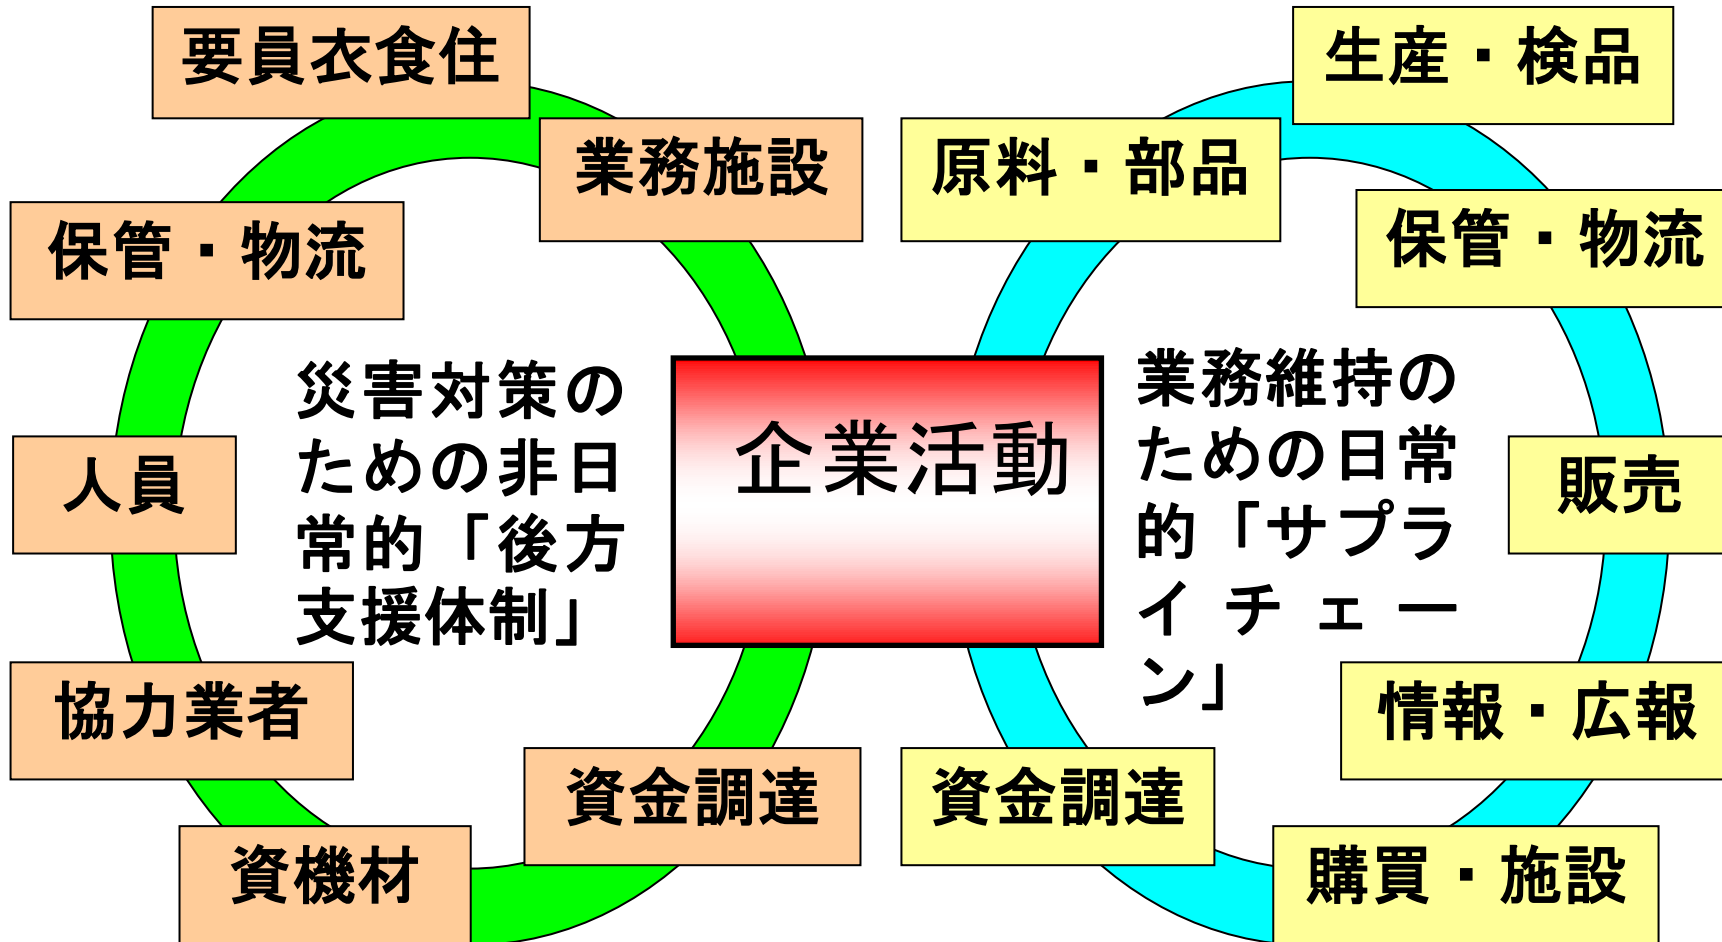 要員衣食住
業務施設
保管・物流
人員
協力業者
資機材
資金調達
災害対策の
ための非日
常的「後方
支援体制」
企業活動
業務維持の
ための日常
的「サプラ
イチェー
ン」
生産・検品
原料・部品
保管・物流
販売
情報・広報
購買・施設
資金調達